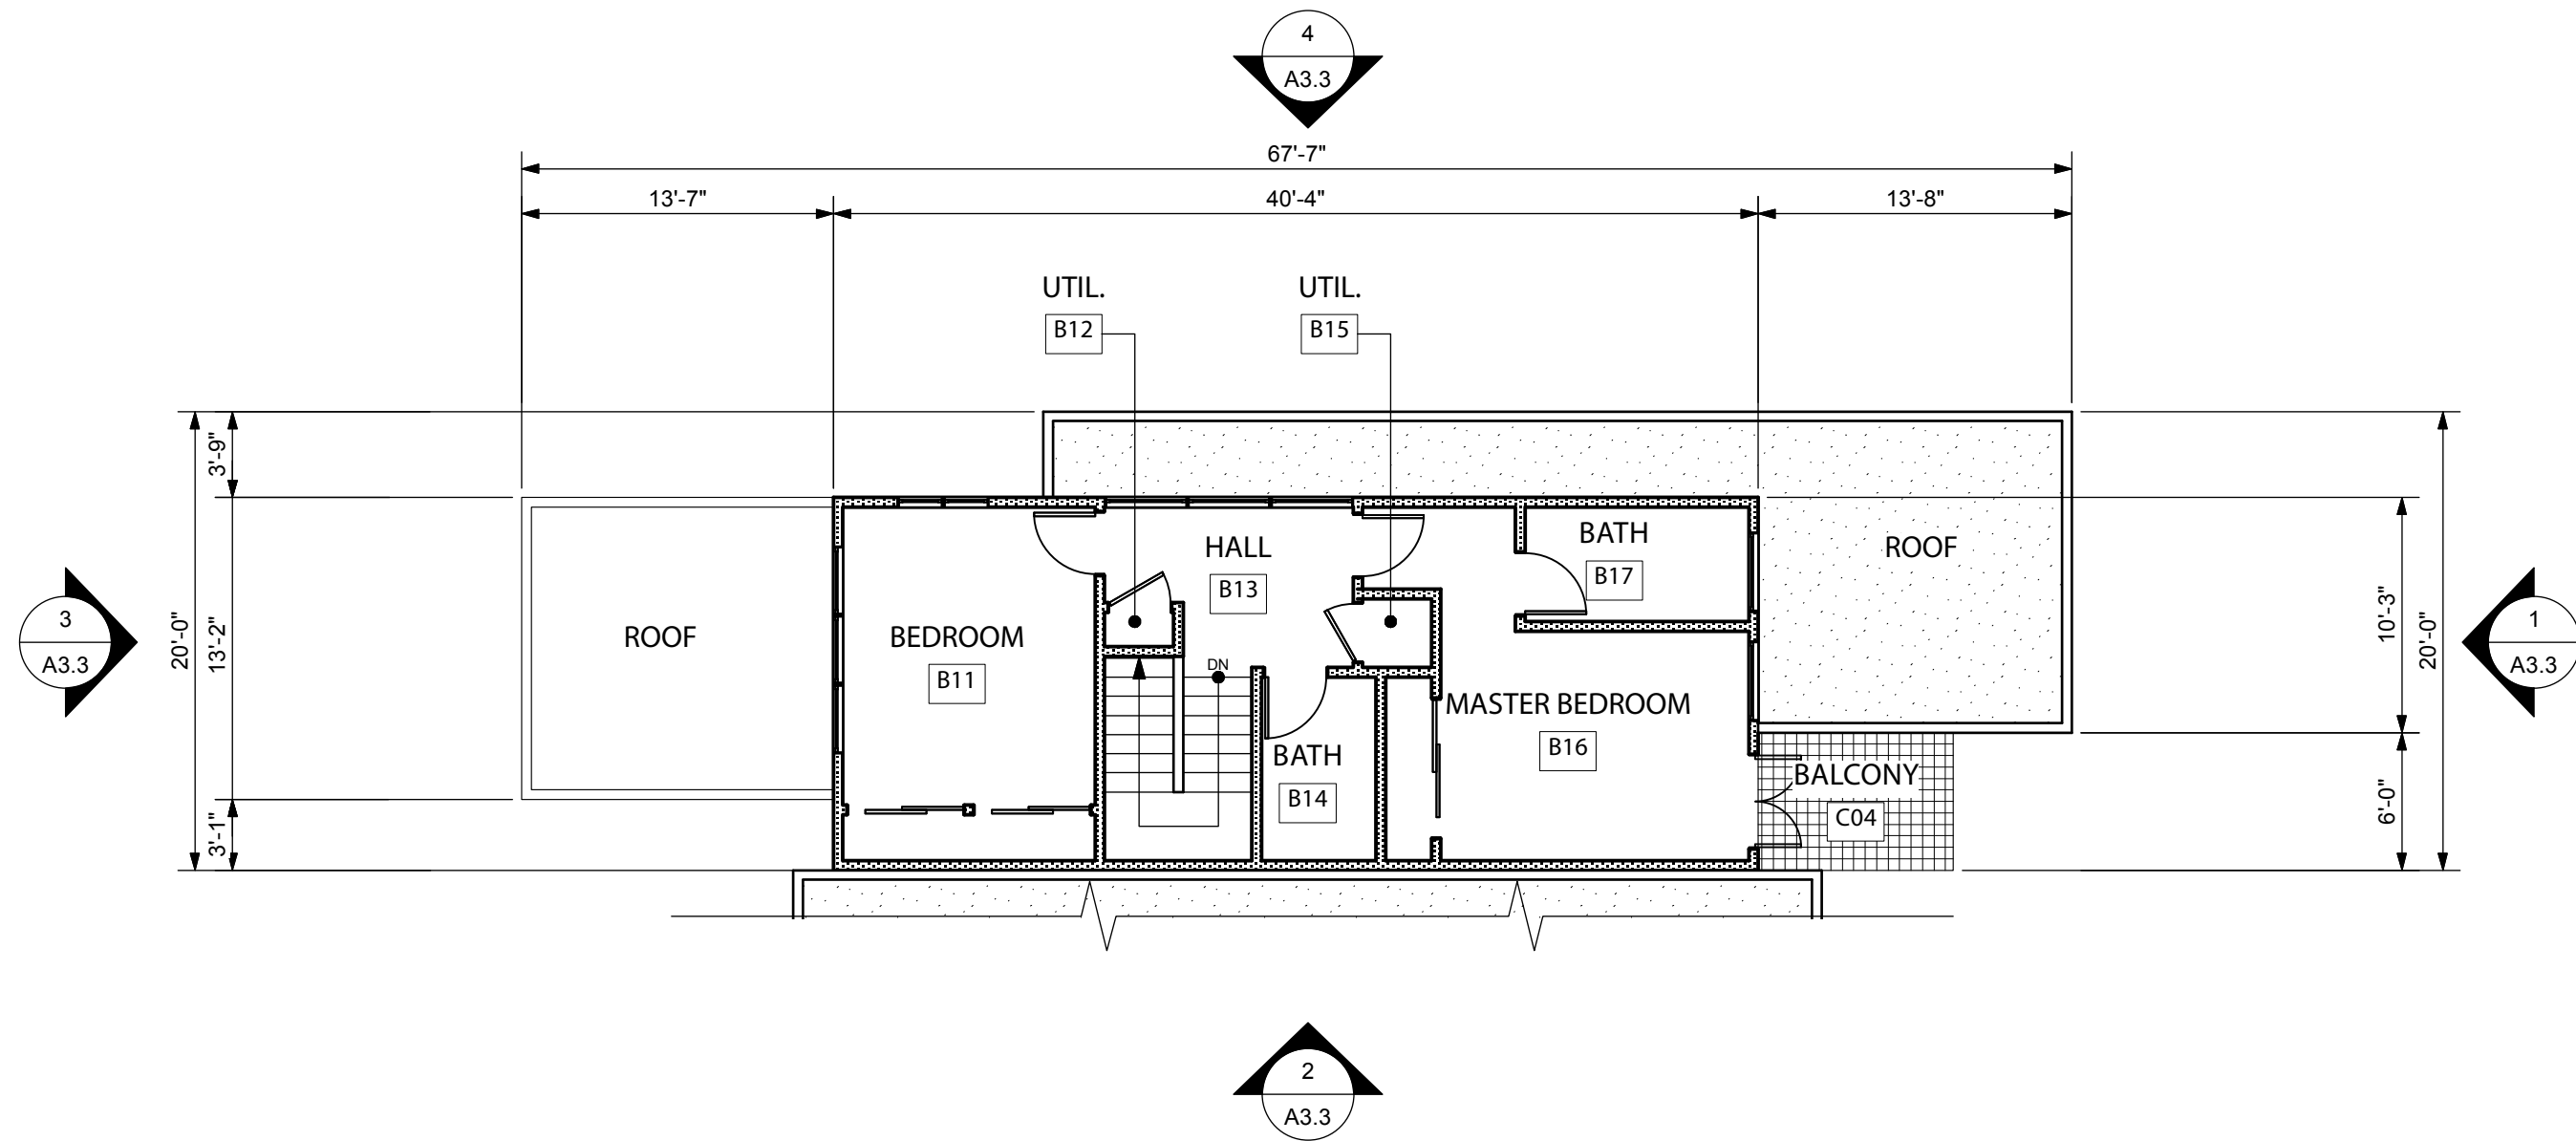 4
A3.3
67'-7"
13'-7"
40'-4"
13'-8"
UTIL.
B12
UTIL.
B15
3'-9"
20'-0"
13'-2"
3'-1"
3
A3.3
ROOF
BEDROOM
B11
HALL
B13
DN
BATH
B14
BATH
B17
MASTER BEDROOM
B16
ROOF
BALCONY
C04
10'-3"
20'-0"
6'-0"
1
A3.3
2
A3.3